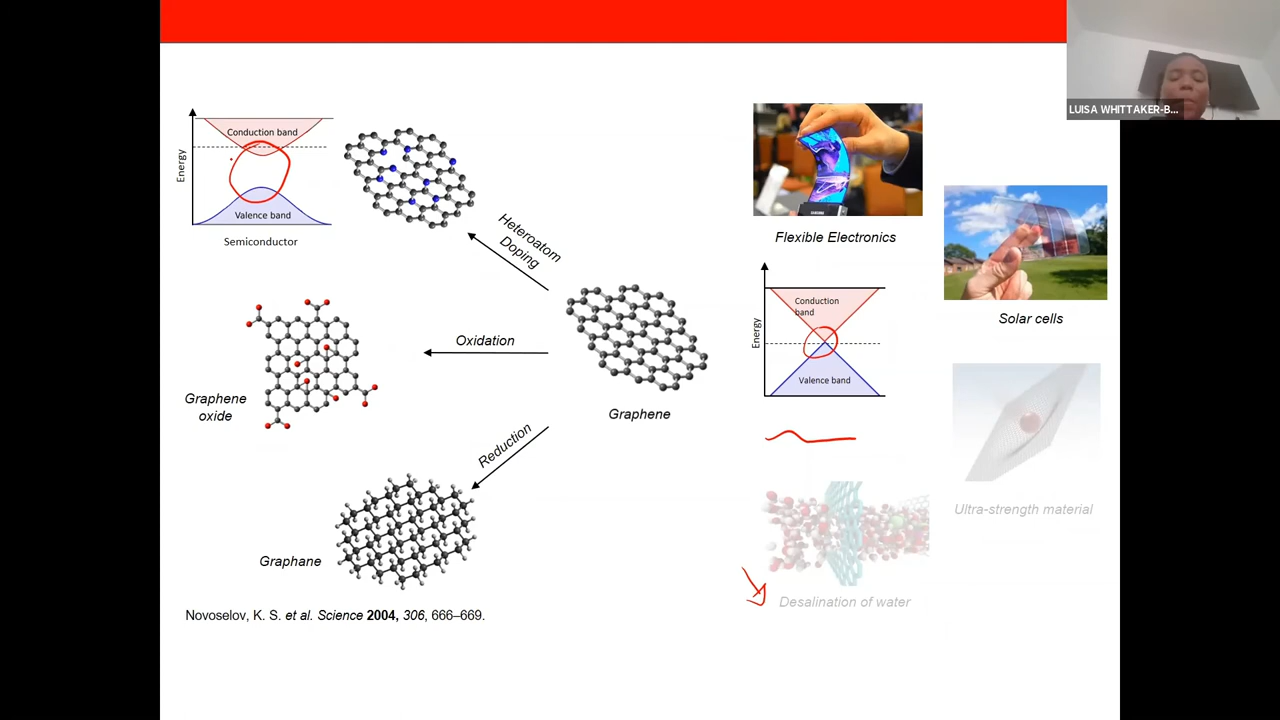 LUISA WHITTAKER-B...
Conduction band
Energy
Valence band
Semiconductor
Heteroatom
Doping
Flexible Electronics
Solar cells
Conduction
band
Energy
Valence band
Oxidation
Graphene
oxide
Graphene
Reduction
Graphane
Ultra-strength material
Desalination of water
Novoselov, K. S. et al. Science 2004, 306, 666–669.